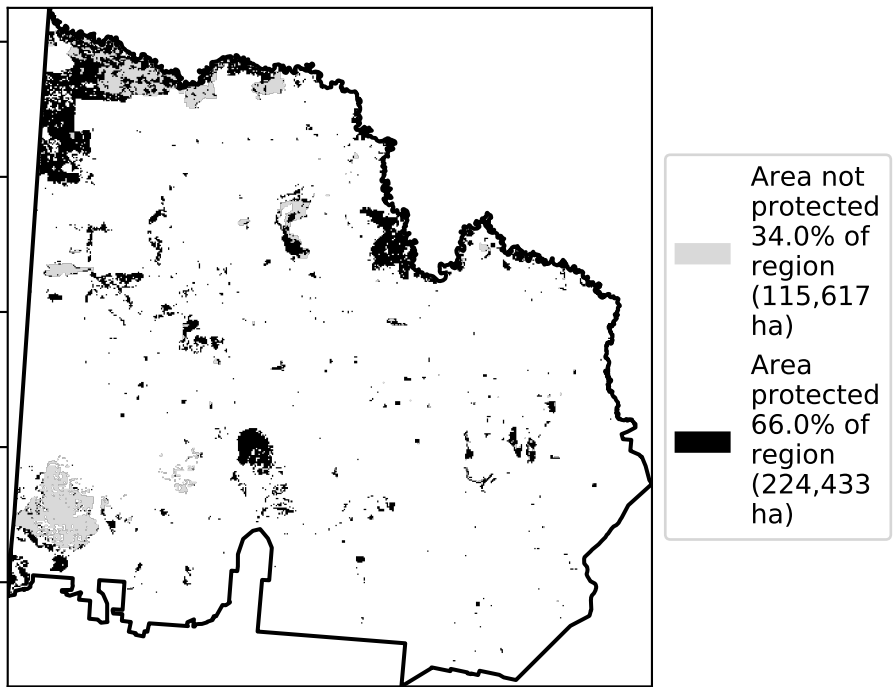 Area not
protected
34.0% of
region
(115,617
ha)
Area
protected
66.0% of
region
(224,433
ha)